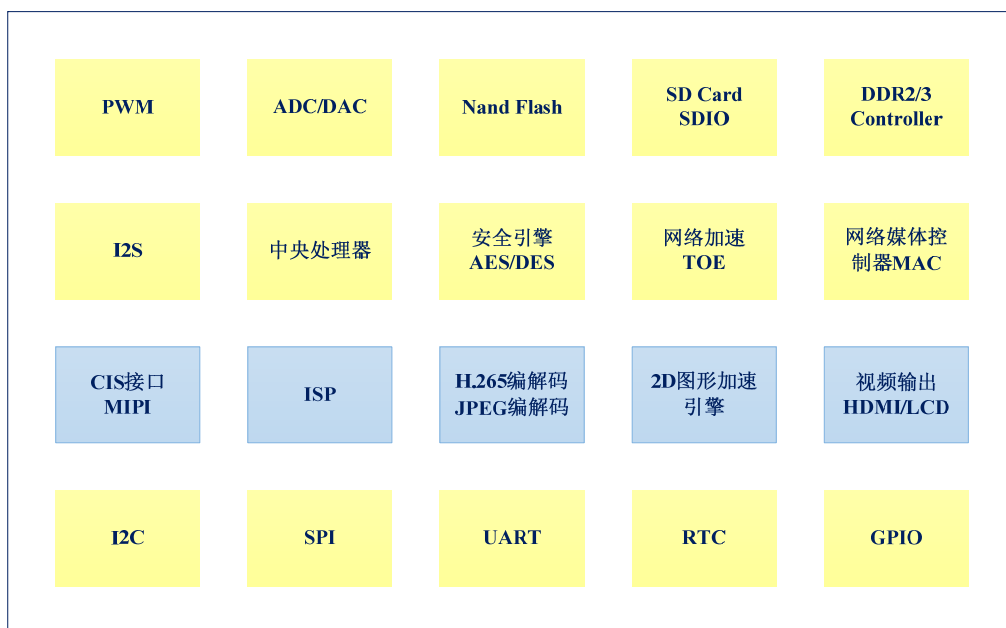 PWM
ADC/DAC
Nand Flash
SD Card
SDIO
DDR2/3
Controller
I2S
中央处理器
安全引擎
AES/DES
网络加速
TOE
网络媒体控
制器MAC
CIS接口
MIPI
ISP
H.265编解码
JPEG编解码
2D图形加速
引擎
视频输出
HDMI/LCD
I2C
SPI
UART
RTC
GPIO